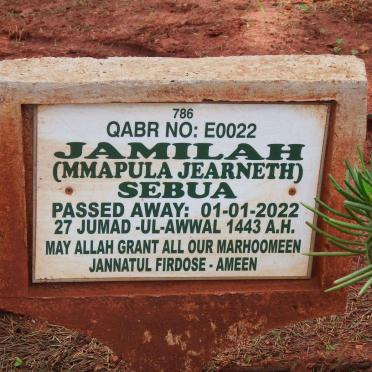 786
QABR NO: E0022
JAMILAH
(MMAPULA JEARNETH)
SEBUA
PASSED AWAY: 01-01-2022
27 JUMAD -UL-AWWAL 1443 A.H.
MAY ALLAH GRANT ALL OUR MARHOOMEEN
JANNATUL FIRDOSE - AMEEN